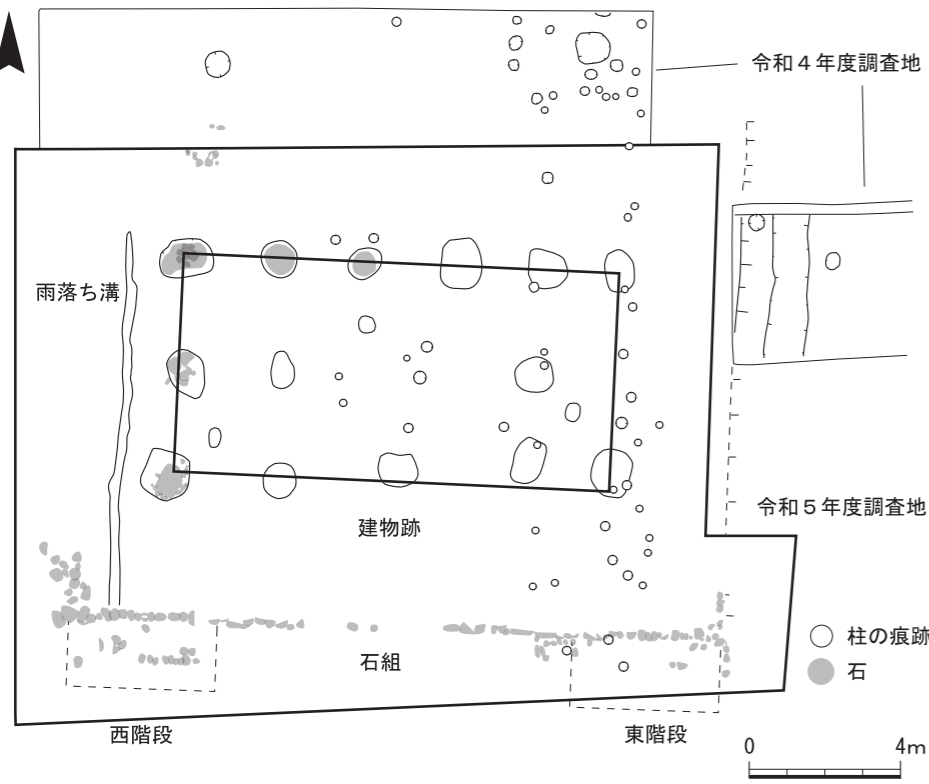 令和４年度調査地
雨落ち溝
令和５年度調査地
建物跡
柱の痕跡
石
石組
西階段
東階段
0 4m